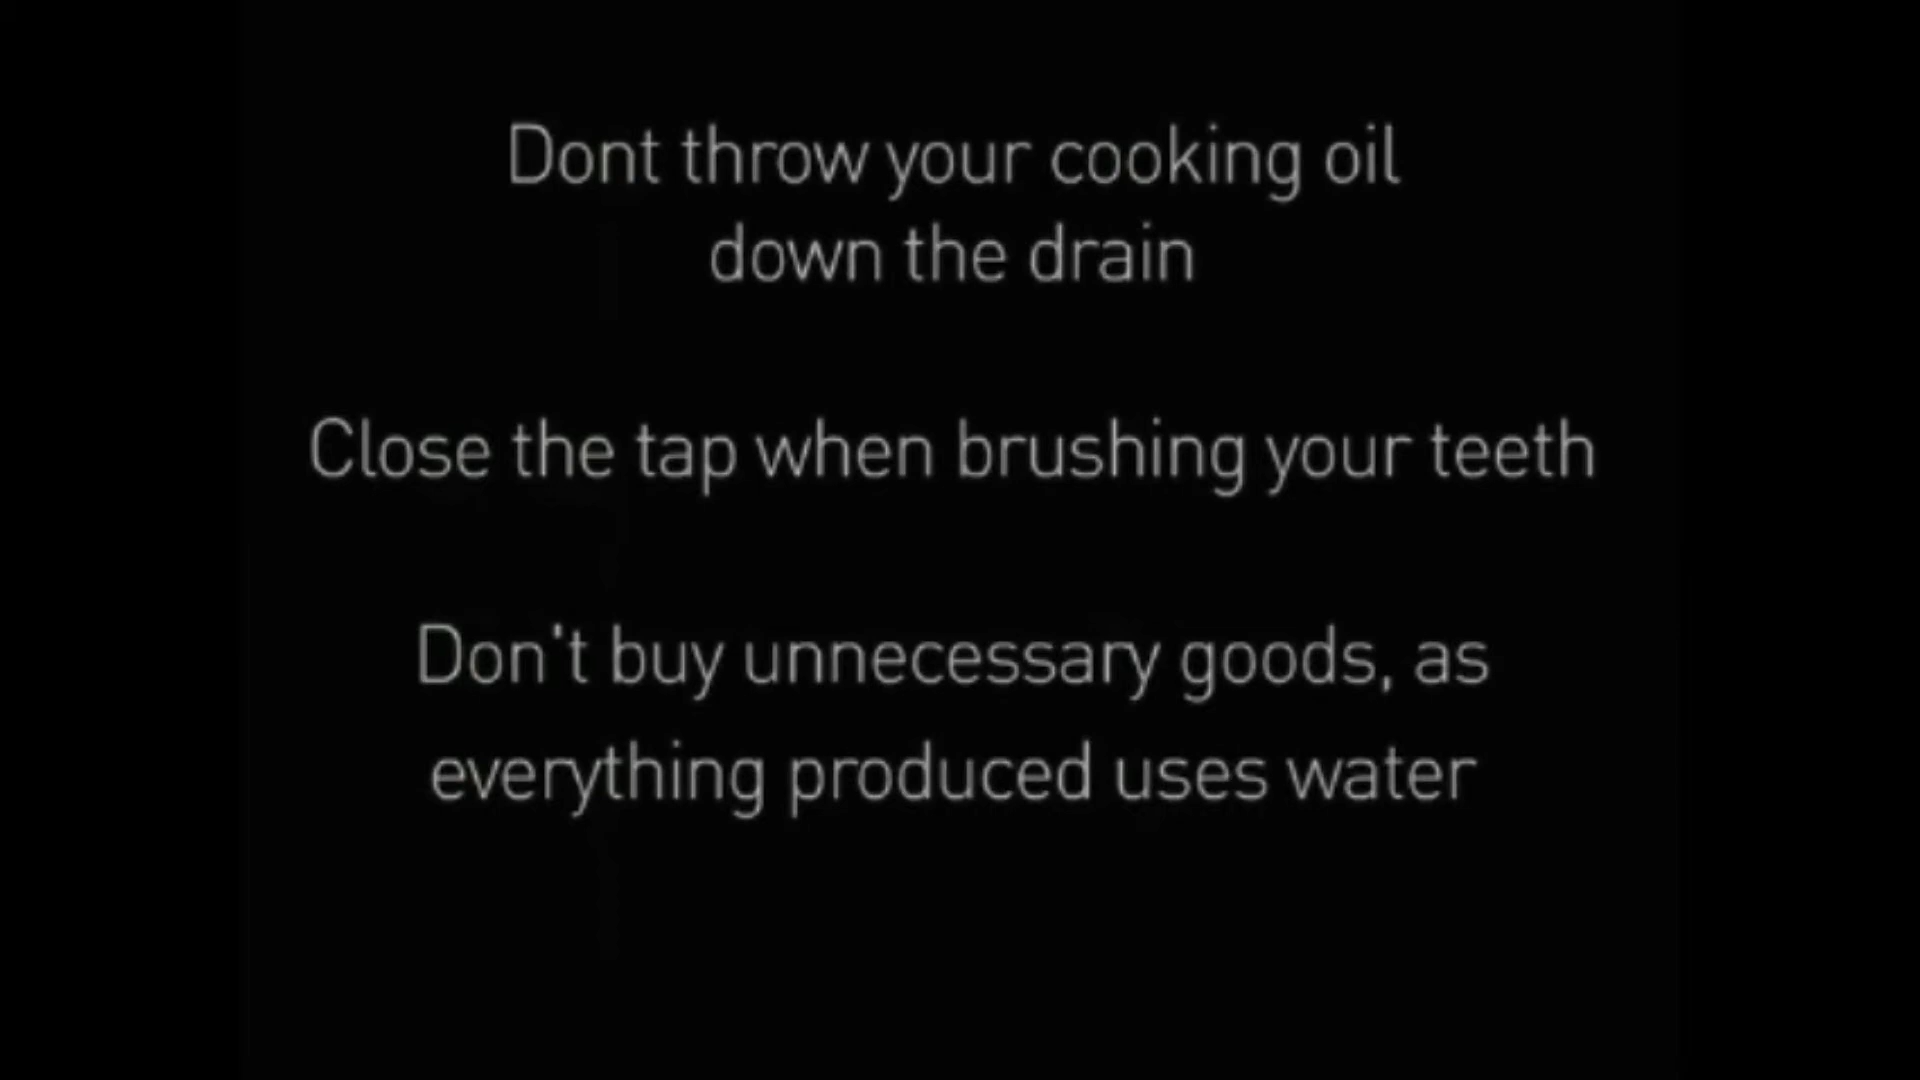 Dont throw your cooking oil
down the drain
Close the tap when brushing your teeth
Don't buy unnecessary goods, as
everything produced uses water